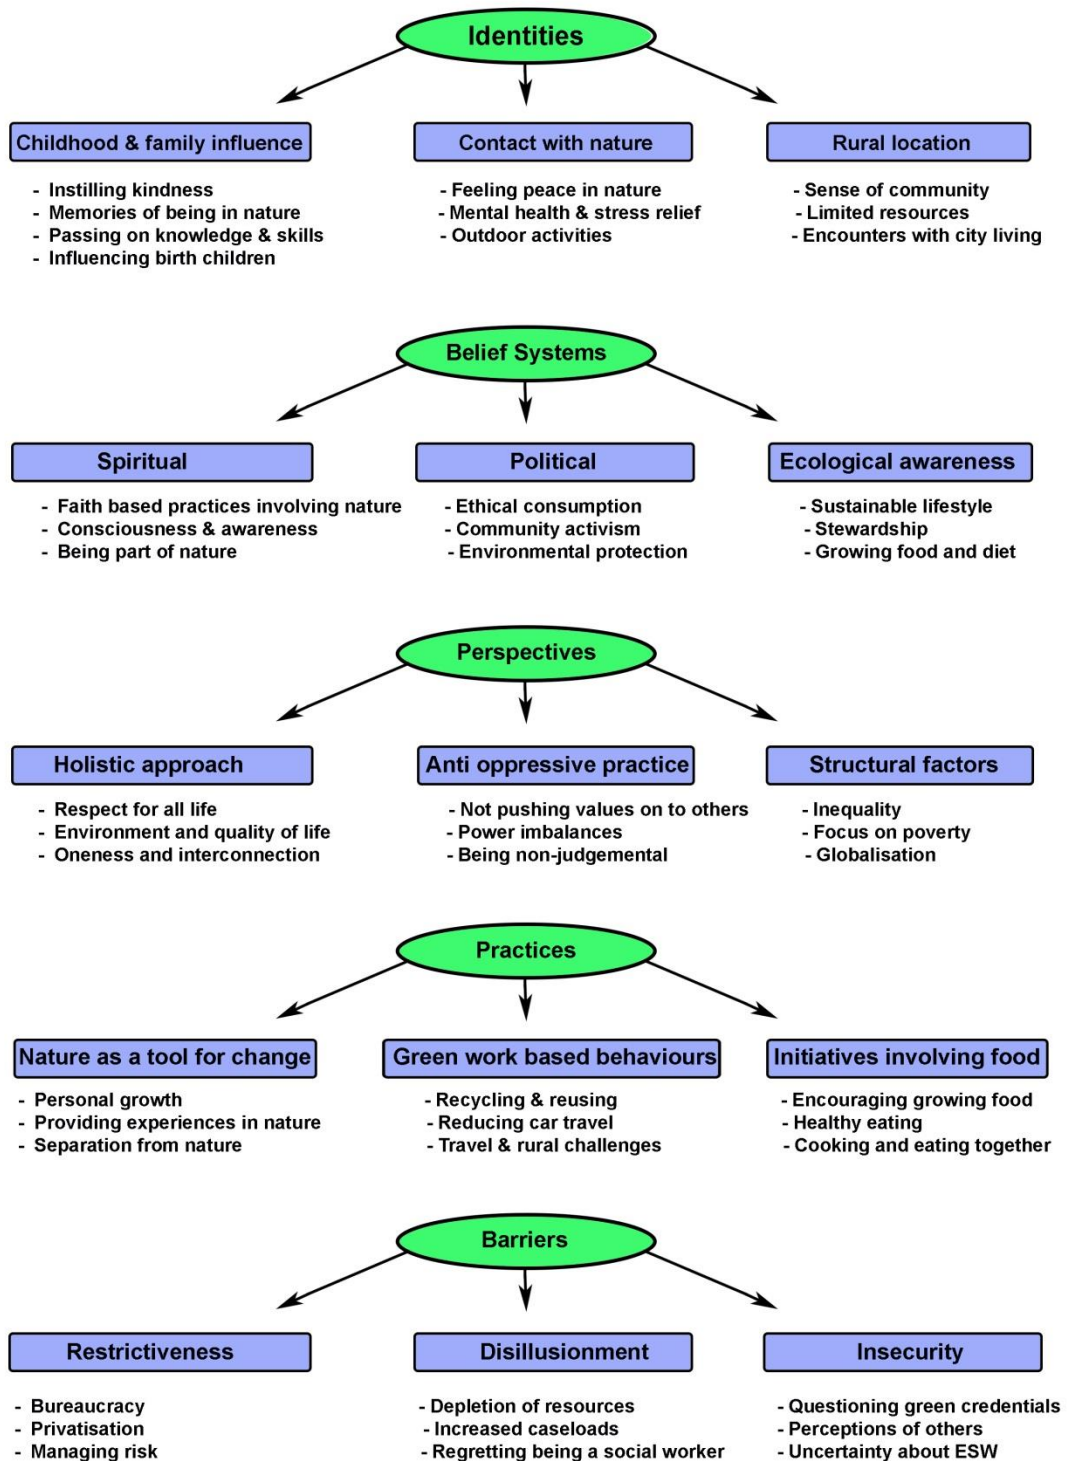 Identities
Childhood & family influence
- Instilling kindness
- Memories of being in nature
- Passing on knowledge & skills
- Influencing birth children
Contact with nature
- Feeling peace in nature
- Mental health & stress relief
- Outdoor activities
Rural location
- Sense of community
- Limited resources
- Encounters with city living
Belief Systems
Spiritual
- Faith based practices involving nature
- Consciousness & awareness
- Being part of nature
Political
- Ethical consumption
- Community activism
- Environmental protection
Ecological awareness
- Sustainable lifestyle
- Stewardship
- Growing food and diet
Perspectives
Holistic approach
- Respect for all life
- Environment and quality of life
- Oneness and interconnection
Anti oppressive practice
- Not pushing values on to others
- Power imbalances
- Being non-judgemental
Structural factors
- Inequality
- Focus on poverty
- Globalisation
Practices
Nature as a tool for change
- Personal growth
- Providing experiences in nature
- Separation from nature
Green work based behaviours
- Recycling & reusing
- Reducing car travel
- Travel & rural challenges
Initiatives involving food
- Encouraging growing food
- Healthy eating
- Cooking and eating together
Barriers
Restrictiveness
- Bureaucracy
- Privatisation
- Managing risk
Disillusionment
- Depletion of resources
- Increased caseloads
- Regretting being a social worker
Insecurity
- Questioning green credentials
- Perceptions of others
- Uncertainty about ESW